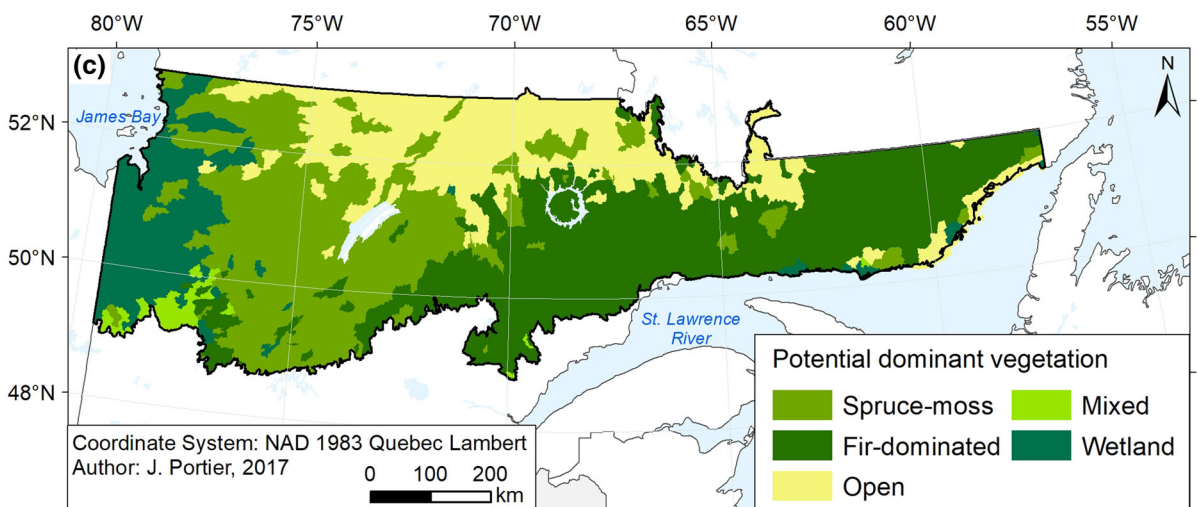 80°W 75°W 70°W 65°W 60°W 55°W
(c)
N
James Bay
52°N
50°N
48°N
St. Lawrence
River
Potential dominant vegetation
Spruce-moss
Mixed
Fir-dominated
Wetland
Open
Coordinate System: NAD 1983 Quebec Lambert
Author: J. Portier, 2017
0 100 200
km